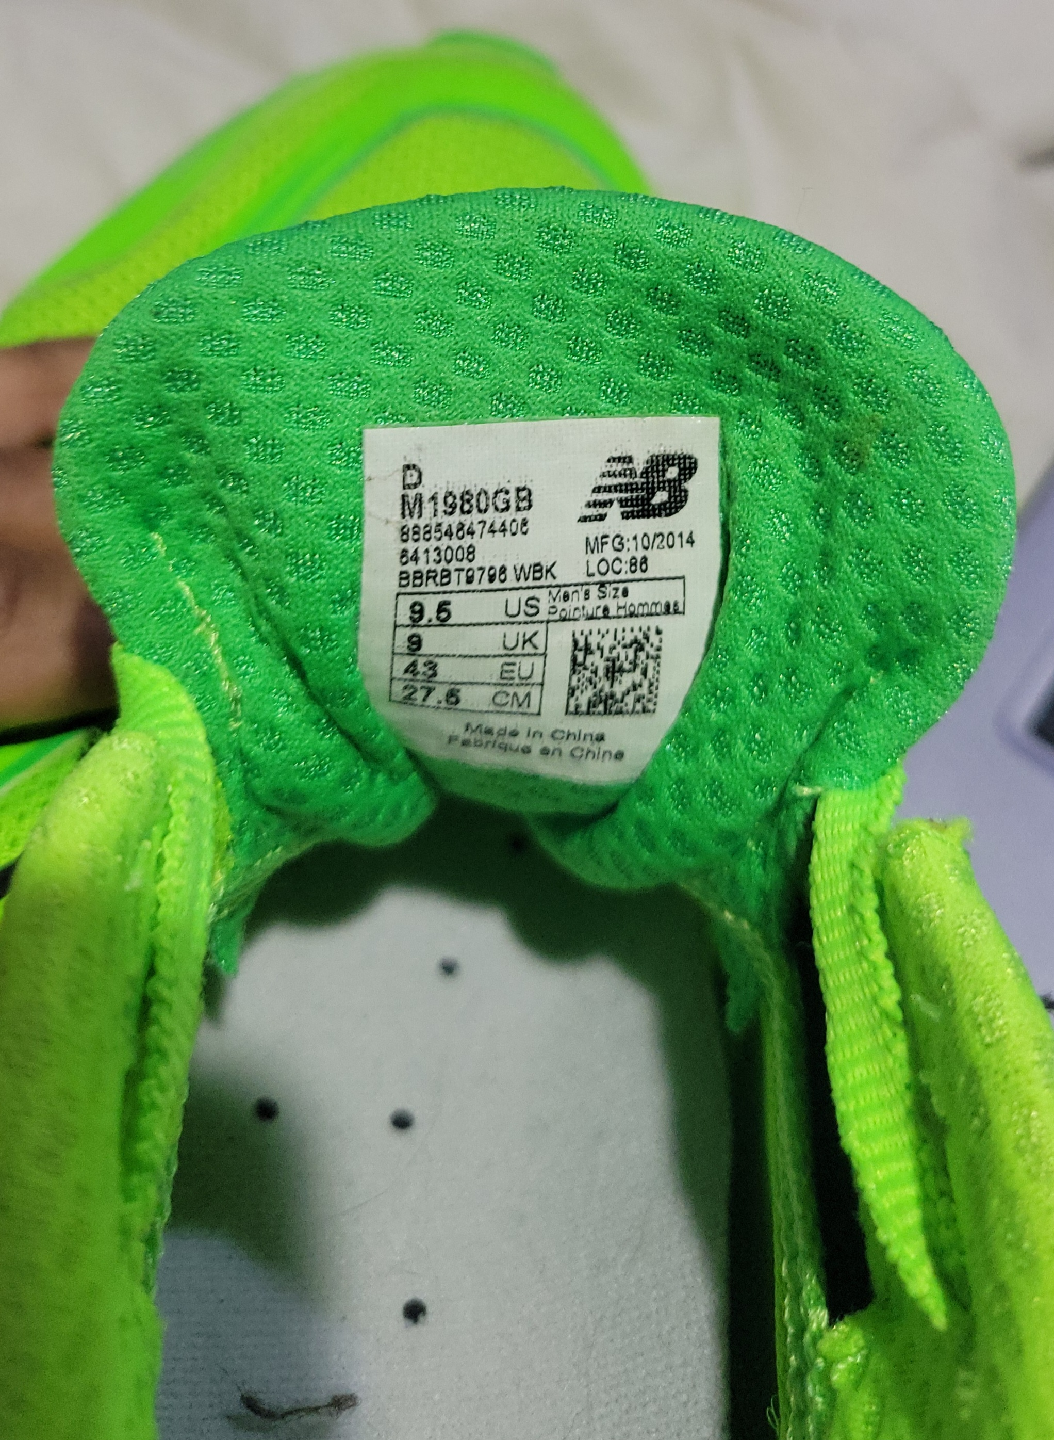 D
M1980GB
NB
888546474406
6413008
MFG:10/2014
BBRBT9796 WBK
LOC:86
9.5 US
Men's Size
Pointure Hommes
9 UK
43 EU
27.5 CM
Made in China
Fabrique en Chine